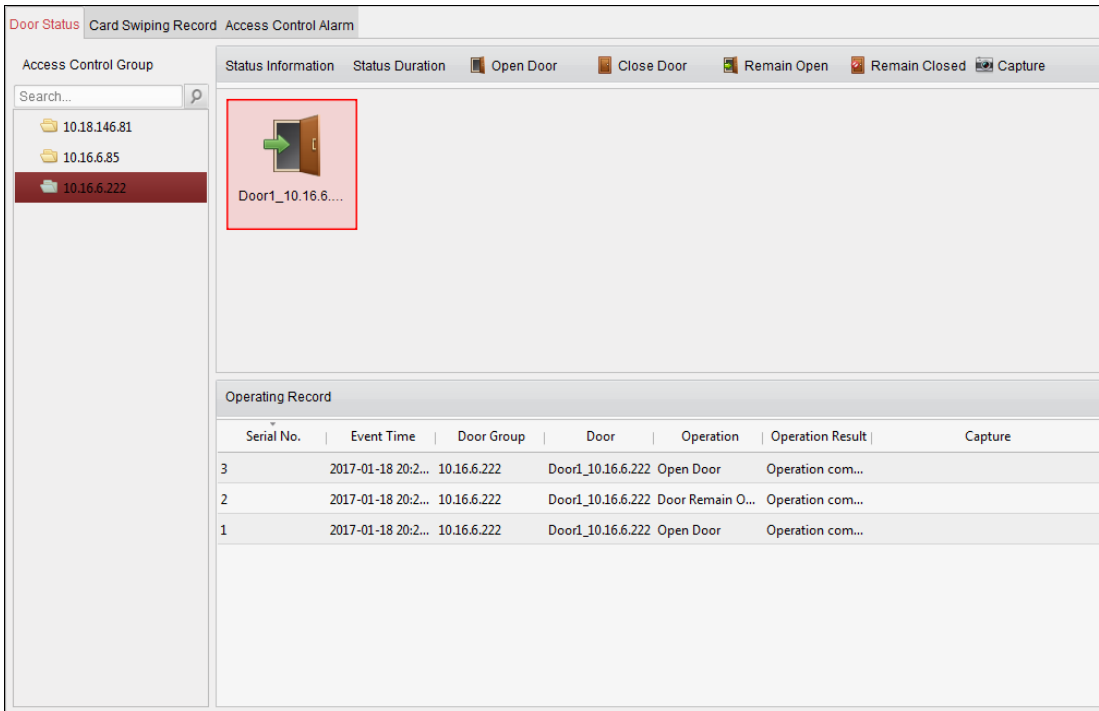 Door Status Card Swiping Record Access Control Alarm
Access Control Group
Search...
10.18.146.81
10.16.6.85
10.16.6.222
Status Information Status Duration Open Door Close Door Remain Open Remain Closed Capture
Door1_10.16.6....
Operating Record
Serial No. Event Time Door Group Door Operation Operation Result Capture
3 2017-01-18 20:2... 10.16.6.222 Door1_10.16.6.222 Open Door Operation com...
2 2017-01-18 20:2... 10.16.6.222 Door1_10.16.6.222 Door Remain O... Operation com...
1 2017-01-18 20:2... 10.16.6.222 Door1_10.16.6.222 Open Door Operation com...